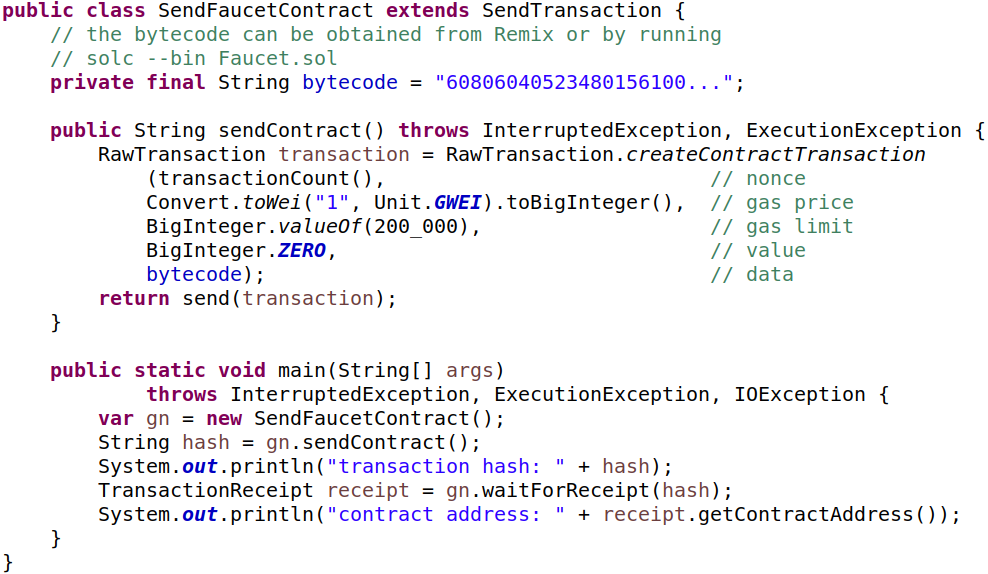 public class SendFaucetContract extends SendTransaction {
    // the bytecode can be obtained from Remix or by running
    // solc --bin Faucet.sol
    private final String bytecode = "60806040523480156100...";

    public String sendContract() throws InterruptedException, ExecutionException {
        RawTransaction transaction = RawTransaction.createContractTransaction
            (transactionCount(),                           // nonce
            Convert.toWei("1", Unit.GWEI).toBigInteger(),  // gas price
            BigInteger.valueOf(200_000),                   // gas limit
            BigInteger.ZERO,                               // value
            bytecode);                                     // data
        return send(transaction);
    }

    public static void main(String[] args)
            throws InterruptedException, ExecutionException, IOException {
        var gn = new SendFaucetContract();
        String hash = gn.sendContract();
        System.out.println("transaction hash: " + hash);
        TransactionReceipt receipt = gn.waitForReceipt(hash);
        System.out.println("contract address: " + receipt.getContractAddress());
    }
}